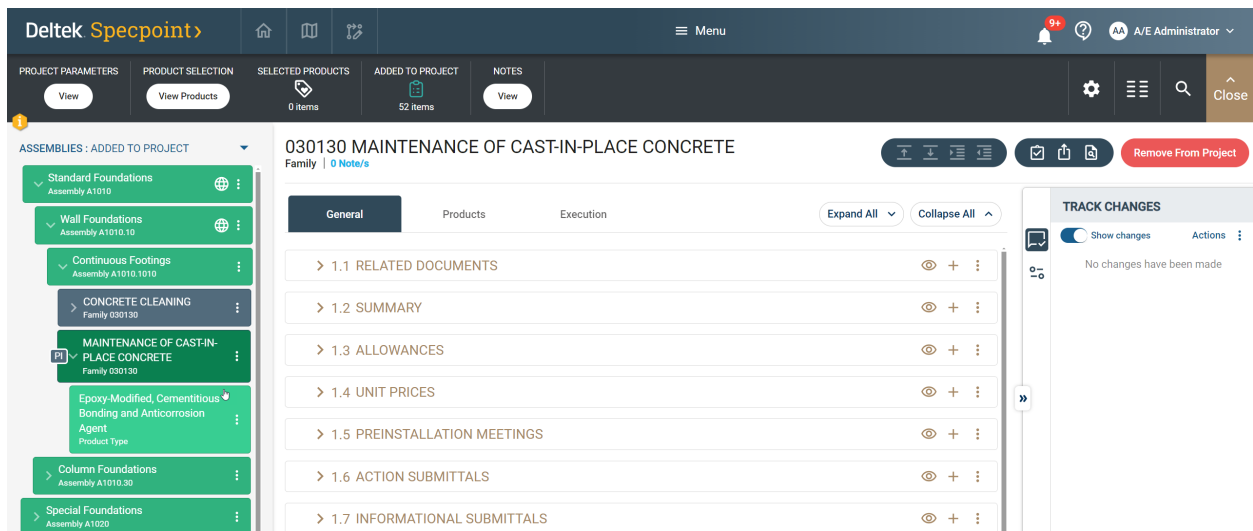 Deltek Specpoint
Menu
9+
AA A/E Administrator
PROJECT PARAMETERS
View
PRODUCT SELECTION
View Products
SELECTED PRODUCTS
0 items
ADDED TO PROJECT
52 items
NOTES
View
Close
ASSEMBLIES : ADDED TO PROJECT
Standard Foundations
Assembly A1010
Wall Foundations
Assembly A1010.10
Continuous Footings
Assembly A1010.1010
CONCRETE CLEANING
Family 030130
PI
MAINTENANCE OF CAST-IN-
PLACE CONCRETE
Family 030130
Epoxy-Modified, Cementitious
Bonding and Anticorrosion
Agent
Product Type
Column Foundations
Assembly A1010.30
Special Foundations
Assembly A1020
030130 MAINTENANCE OF CAST-IN-PLACE CONCRETE
Family | 0 Note/s
Remove From Project
General
Products
Execution
Expand All
Collapse All
1.1 RELATED DOCUMENTS
1.2 SUMMARY
1.3 ALLOWANCES
1.4 UNIT PRICES
1.5 PREINSTALLATION MEETINGS
1.6 ACTION SUBMITTALS
1.7 INFORMATIONAL SUBMITTALS
TRACK CHANGES
Show changes
Actions
No changes have been made